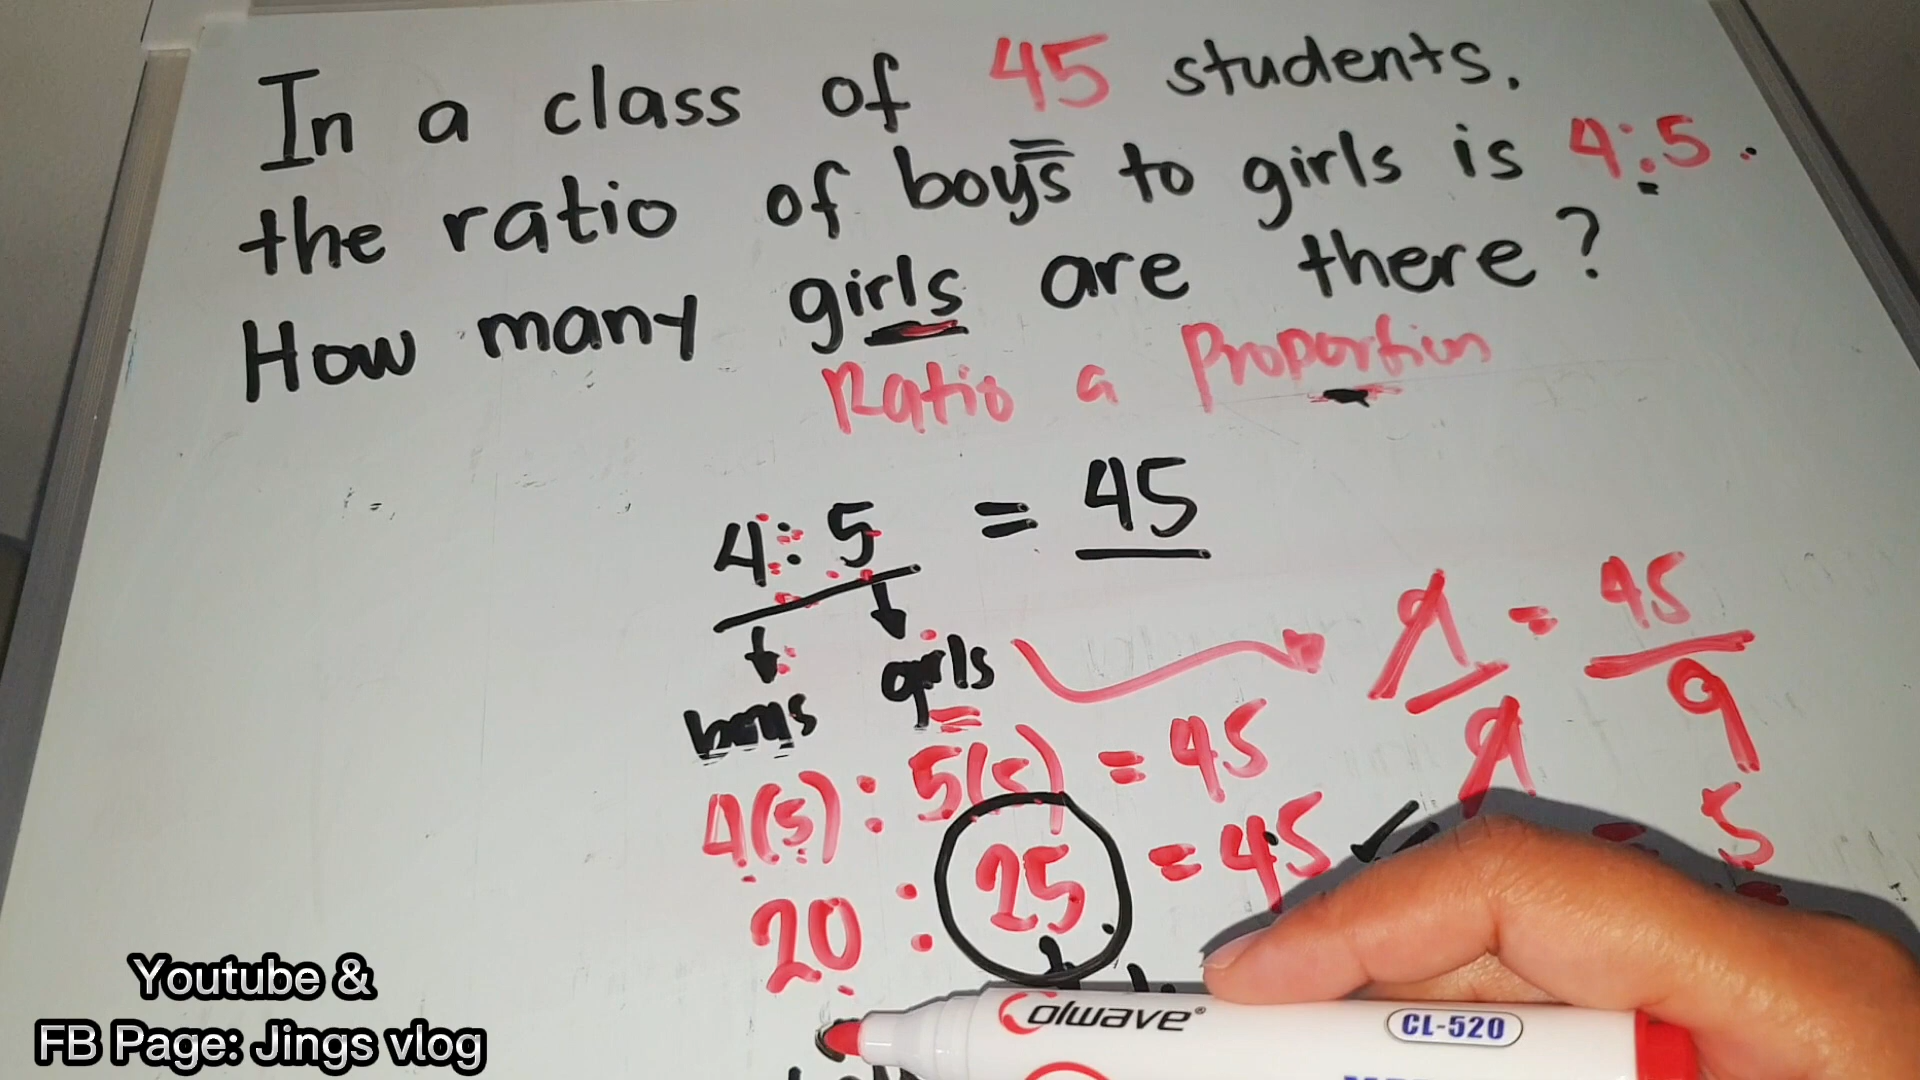 In a class of 45 students.
the ratio of boys to girls is 4:5.
How many girls are there?
Ratio a Proportion
4:5 = 45
boys girls
9/9 = 45/9
4(5) : 5(5) = 45
5
20 : 25 = 45 ✓
Youtube &
FB Page: Jings vlog
Colwave®
CL-520